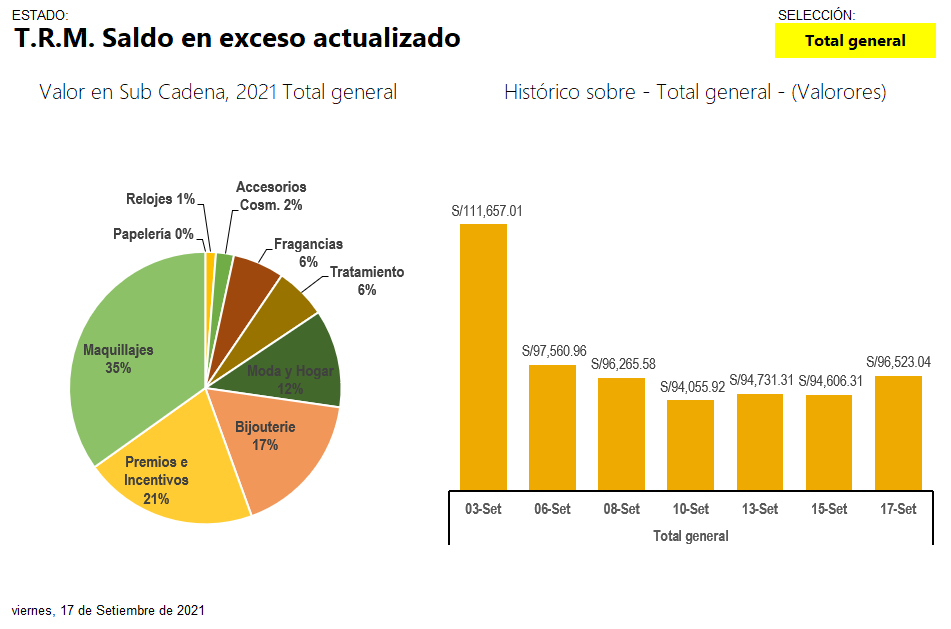 ESTADO:
T.R.M. Saldo en exceso actualizado
SELECCIÓN:
Total general
Valor en Sub Cadena, 2021 Total general
Relojes 1%
Accesorios
Cosm. 2%
Papelería 0%
Fragancias
6%
Tratamiento
6%
Maquillajes
35%
Moda y Hogar
12%
Bijouterie
17%
Premios e
Incentivos
21%
Histórico sobre - Total general - (Valorores)
S/111,657.01
S/97,560.96
S/96,265.58
S/94,055.92
S/94,731.31
S/94,606.31
S/96,523.04
03-Set
06-Set
08-Set
10-Set
13-Set
15-Set
17-Set
Total general
viernes, 17 de Setiembre de 2021